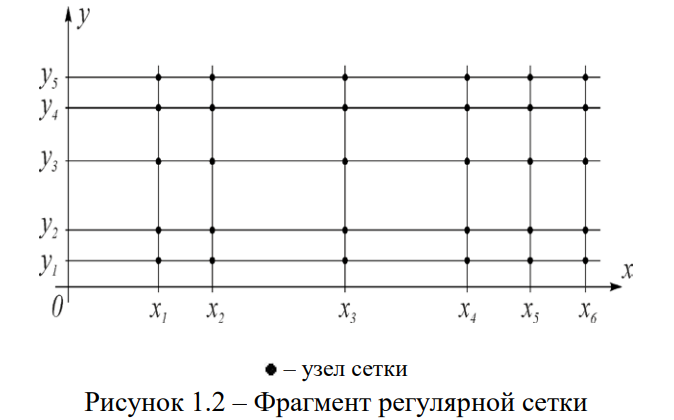 y
y₅
y₄
y₃
y₂
y₁
0 x₁ x₂ x₃ x₄ x₅ x₆ x
– узел сетки
Рисунок 1.2 – Фрагмент регулярной сетки